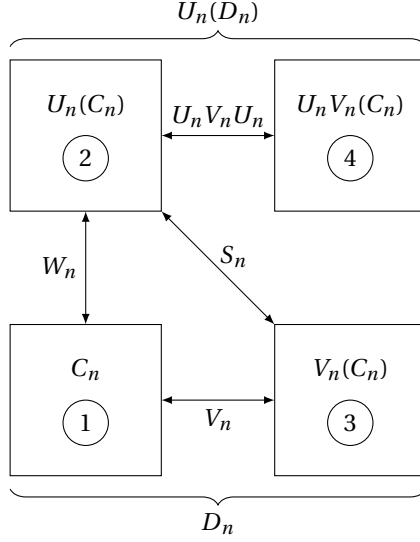 U_n(D_n)
U_n(C_n)
2
U_nV_nU_n
U_nV_n(C_n)
4
W_n
S_n
C_n
1
V_n
V_n(C_n)
3
D_n